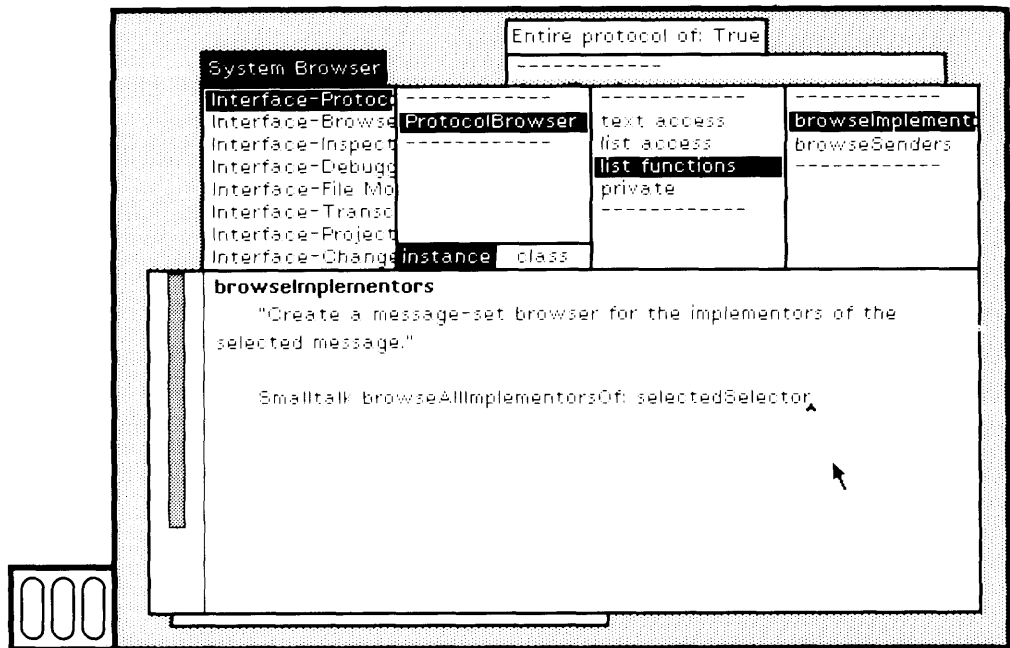 Entire protocol of: True
------------
System Browser
Interface-Protoc
Interface-Browse
Interface-Inspect
Interface-Debugg
Interface-File Mo
Interface-Transc
Interface-Project
Interface-Change
------------
ProtocolBrowser
------------
instance
class
------------
text access
list access
list functions
private
------------
------------
browseImplement
browseSenders
------------
browseImplementors
"Create a message-set browser for the implementors of the
selected message."
Smalltalk browseAllImplementorsOf: selectedSelector